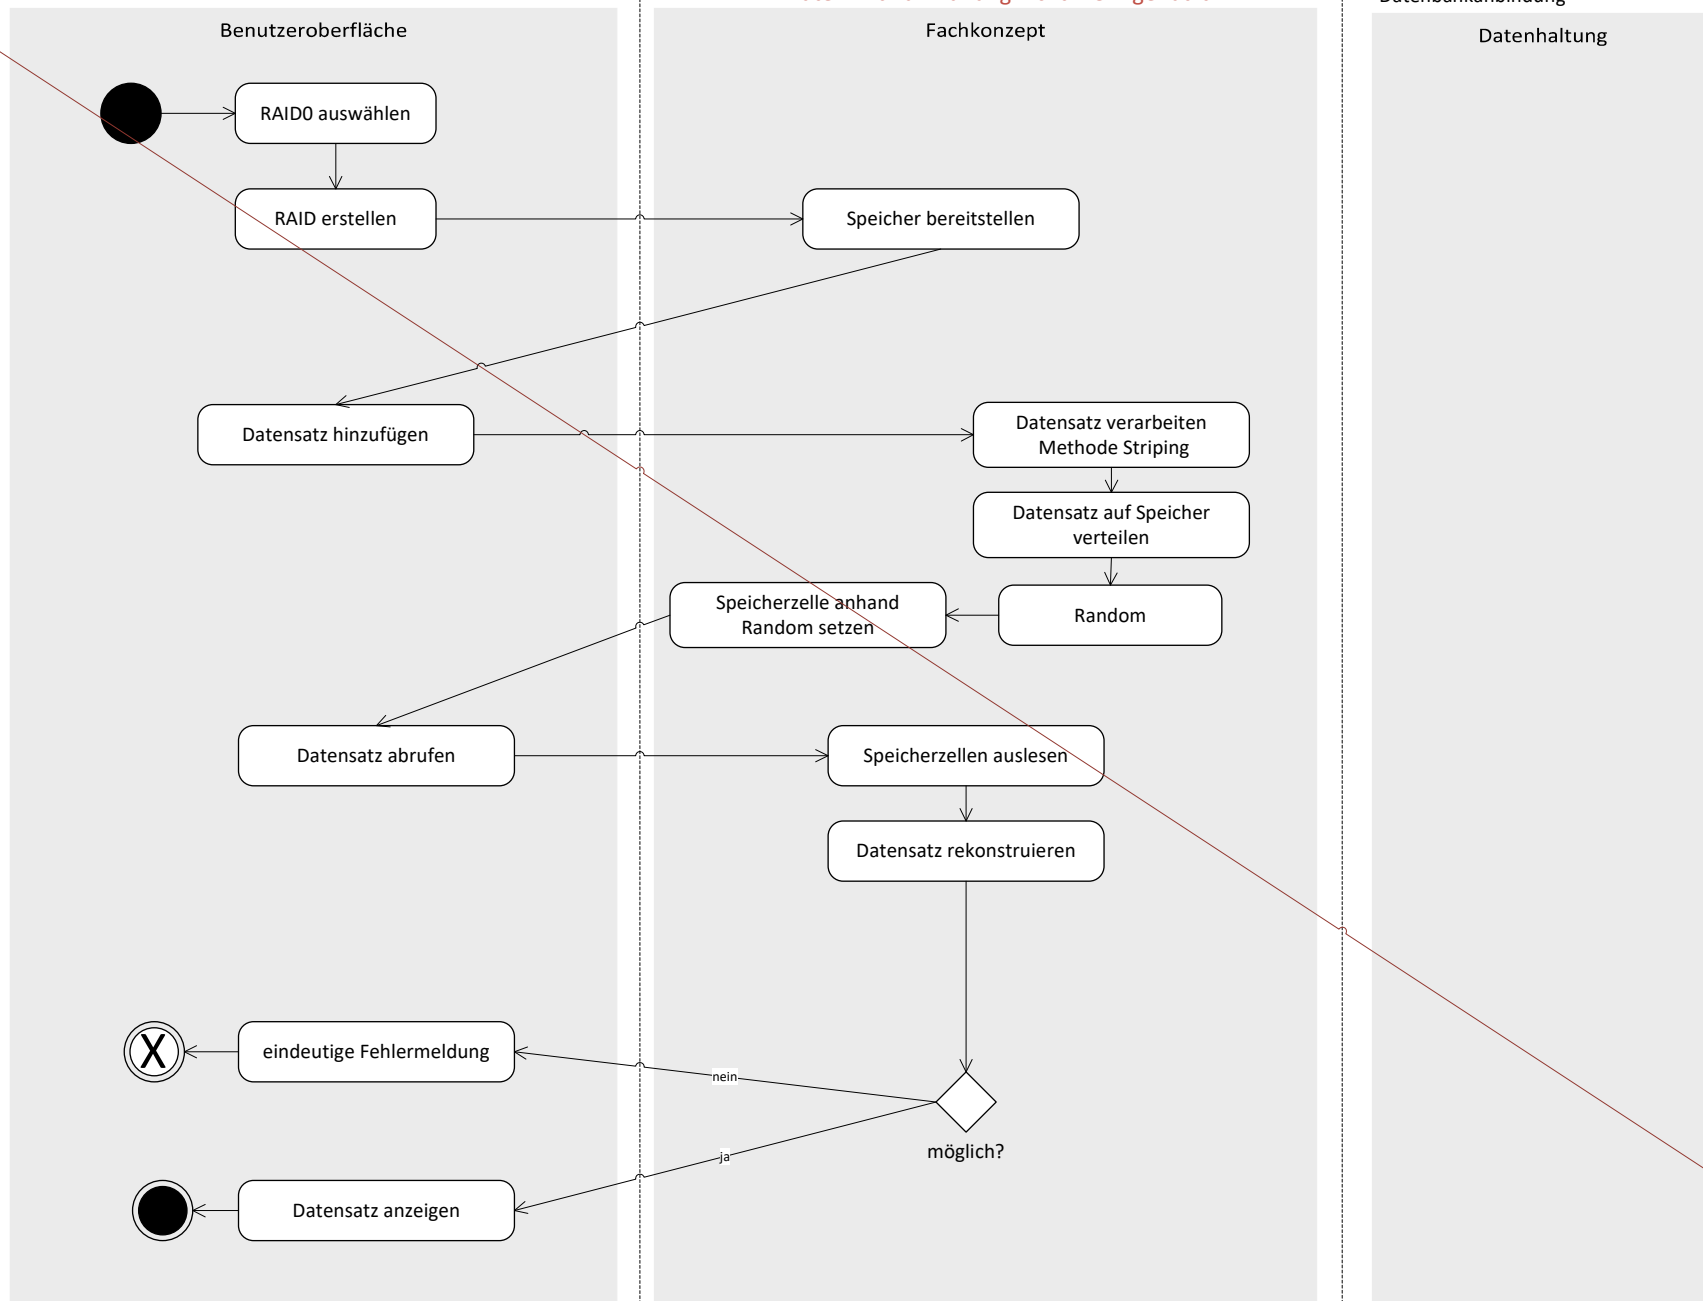 Benutzeroberfläche
Fachkonzept
Datenhaltung
RAID0 auswählen
RAID erstellen
Speicher bereitstellen
Datensatz hinzufügen
Datensatz verarbeiten
Methode Striping
Datensatz auf Speicher
verteilen
Speicherzelle anhand
Random setzen
Random
Datensatz abrufen
Speicherzellen auslesen
Datensatz rekonstruieren
X
eindeutige Fehlermeldung
nein
möglich?
ja
Datensatz anzeigen